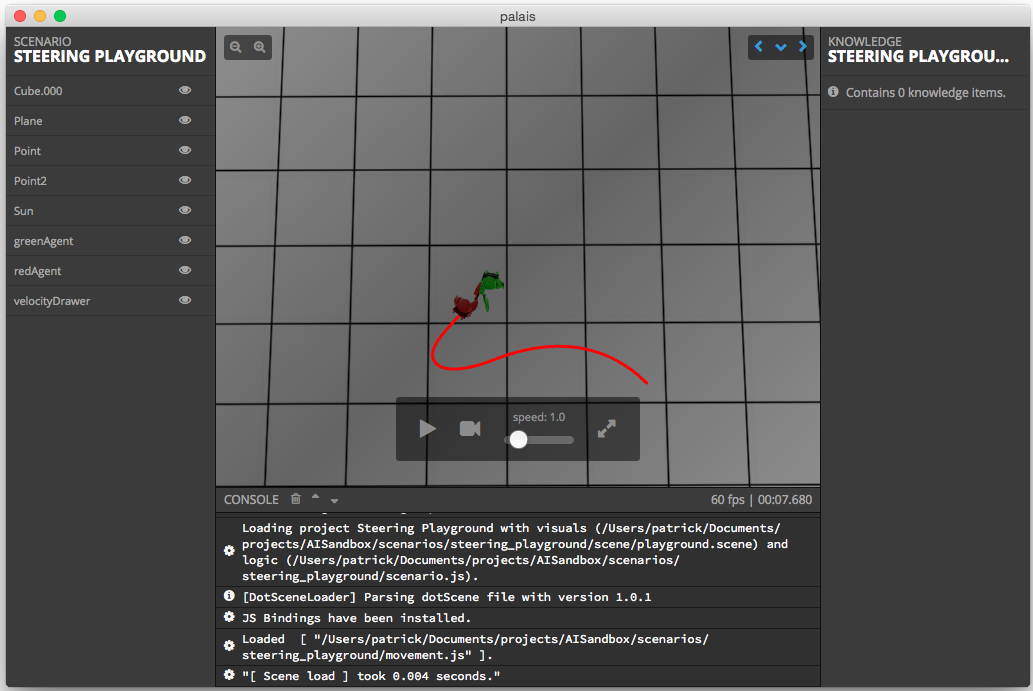 palais
SCENARIO
STEERING PLAYGROUND
Cube.000
Plane
Point
Point2
Sun
greenAgent
redAgent
velocityDrawer
speed: 1.0
KNOWLEDGE
STEERING PLAYGROU...
Contains 0 knowledge items.
CONSOLE
60 fps | 00:07.680
Loading project Steering Playground with visuals (/Users/patrick/Documents/
projects/AISandbox/scenarios/steering_playground/scene/playground.scene) and
logic (/Users/patrick/Documents/projects/AISandbox/scenarios/
steering_playground/scenario.js).
[DotSceneLoader] Parsing dotScene file with version 1.0.1
JS Bindings have been installed.
Loaded  [ "/Users/patrick/Documents/projects/AISandbox/scenarios/
steering_playground/movement.js" ].
"[ Scene load ] took 0.004 seconds."